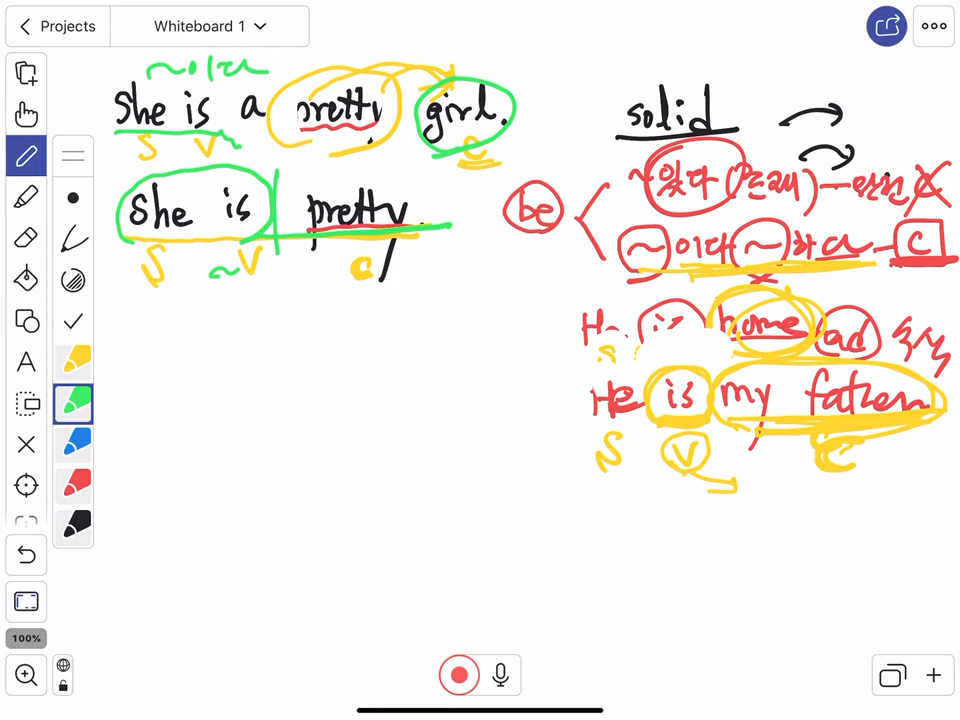 Projects
Whiteboard 1
~이다
She is a pretty girl.
S V C
She is pretty
S ~V C
solid
be
~있다 (존재) — 완전
~이다 ~하다 - C
is home ad
S
He is my father
S V C
A
100%